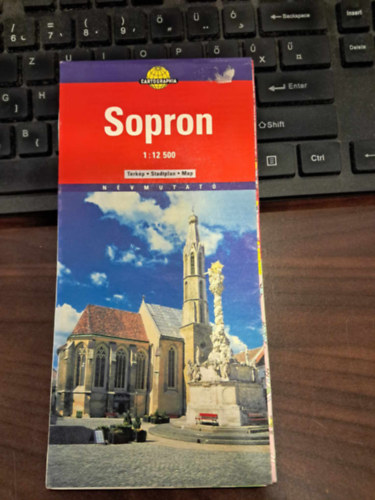 CARTOGRAPHIA
Sopron
1:12 500
Térkép • Stadtplan • Map
NÉVMUTATÓ
Backspace
Insert
Delete
Enter
Shift
Ctrl